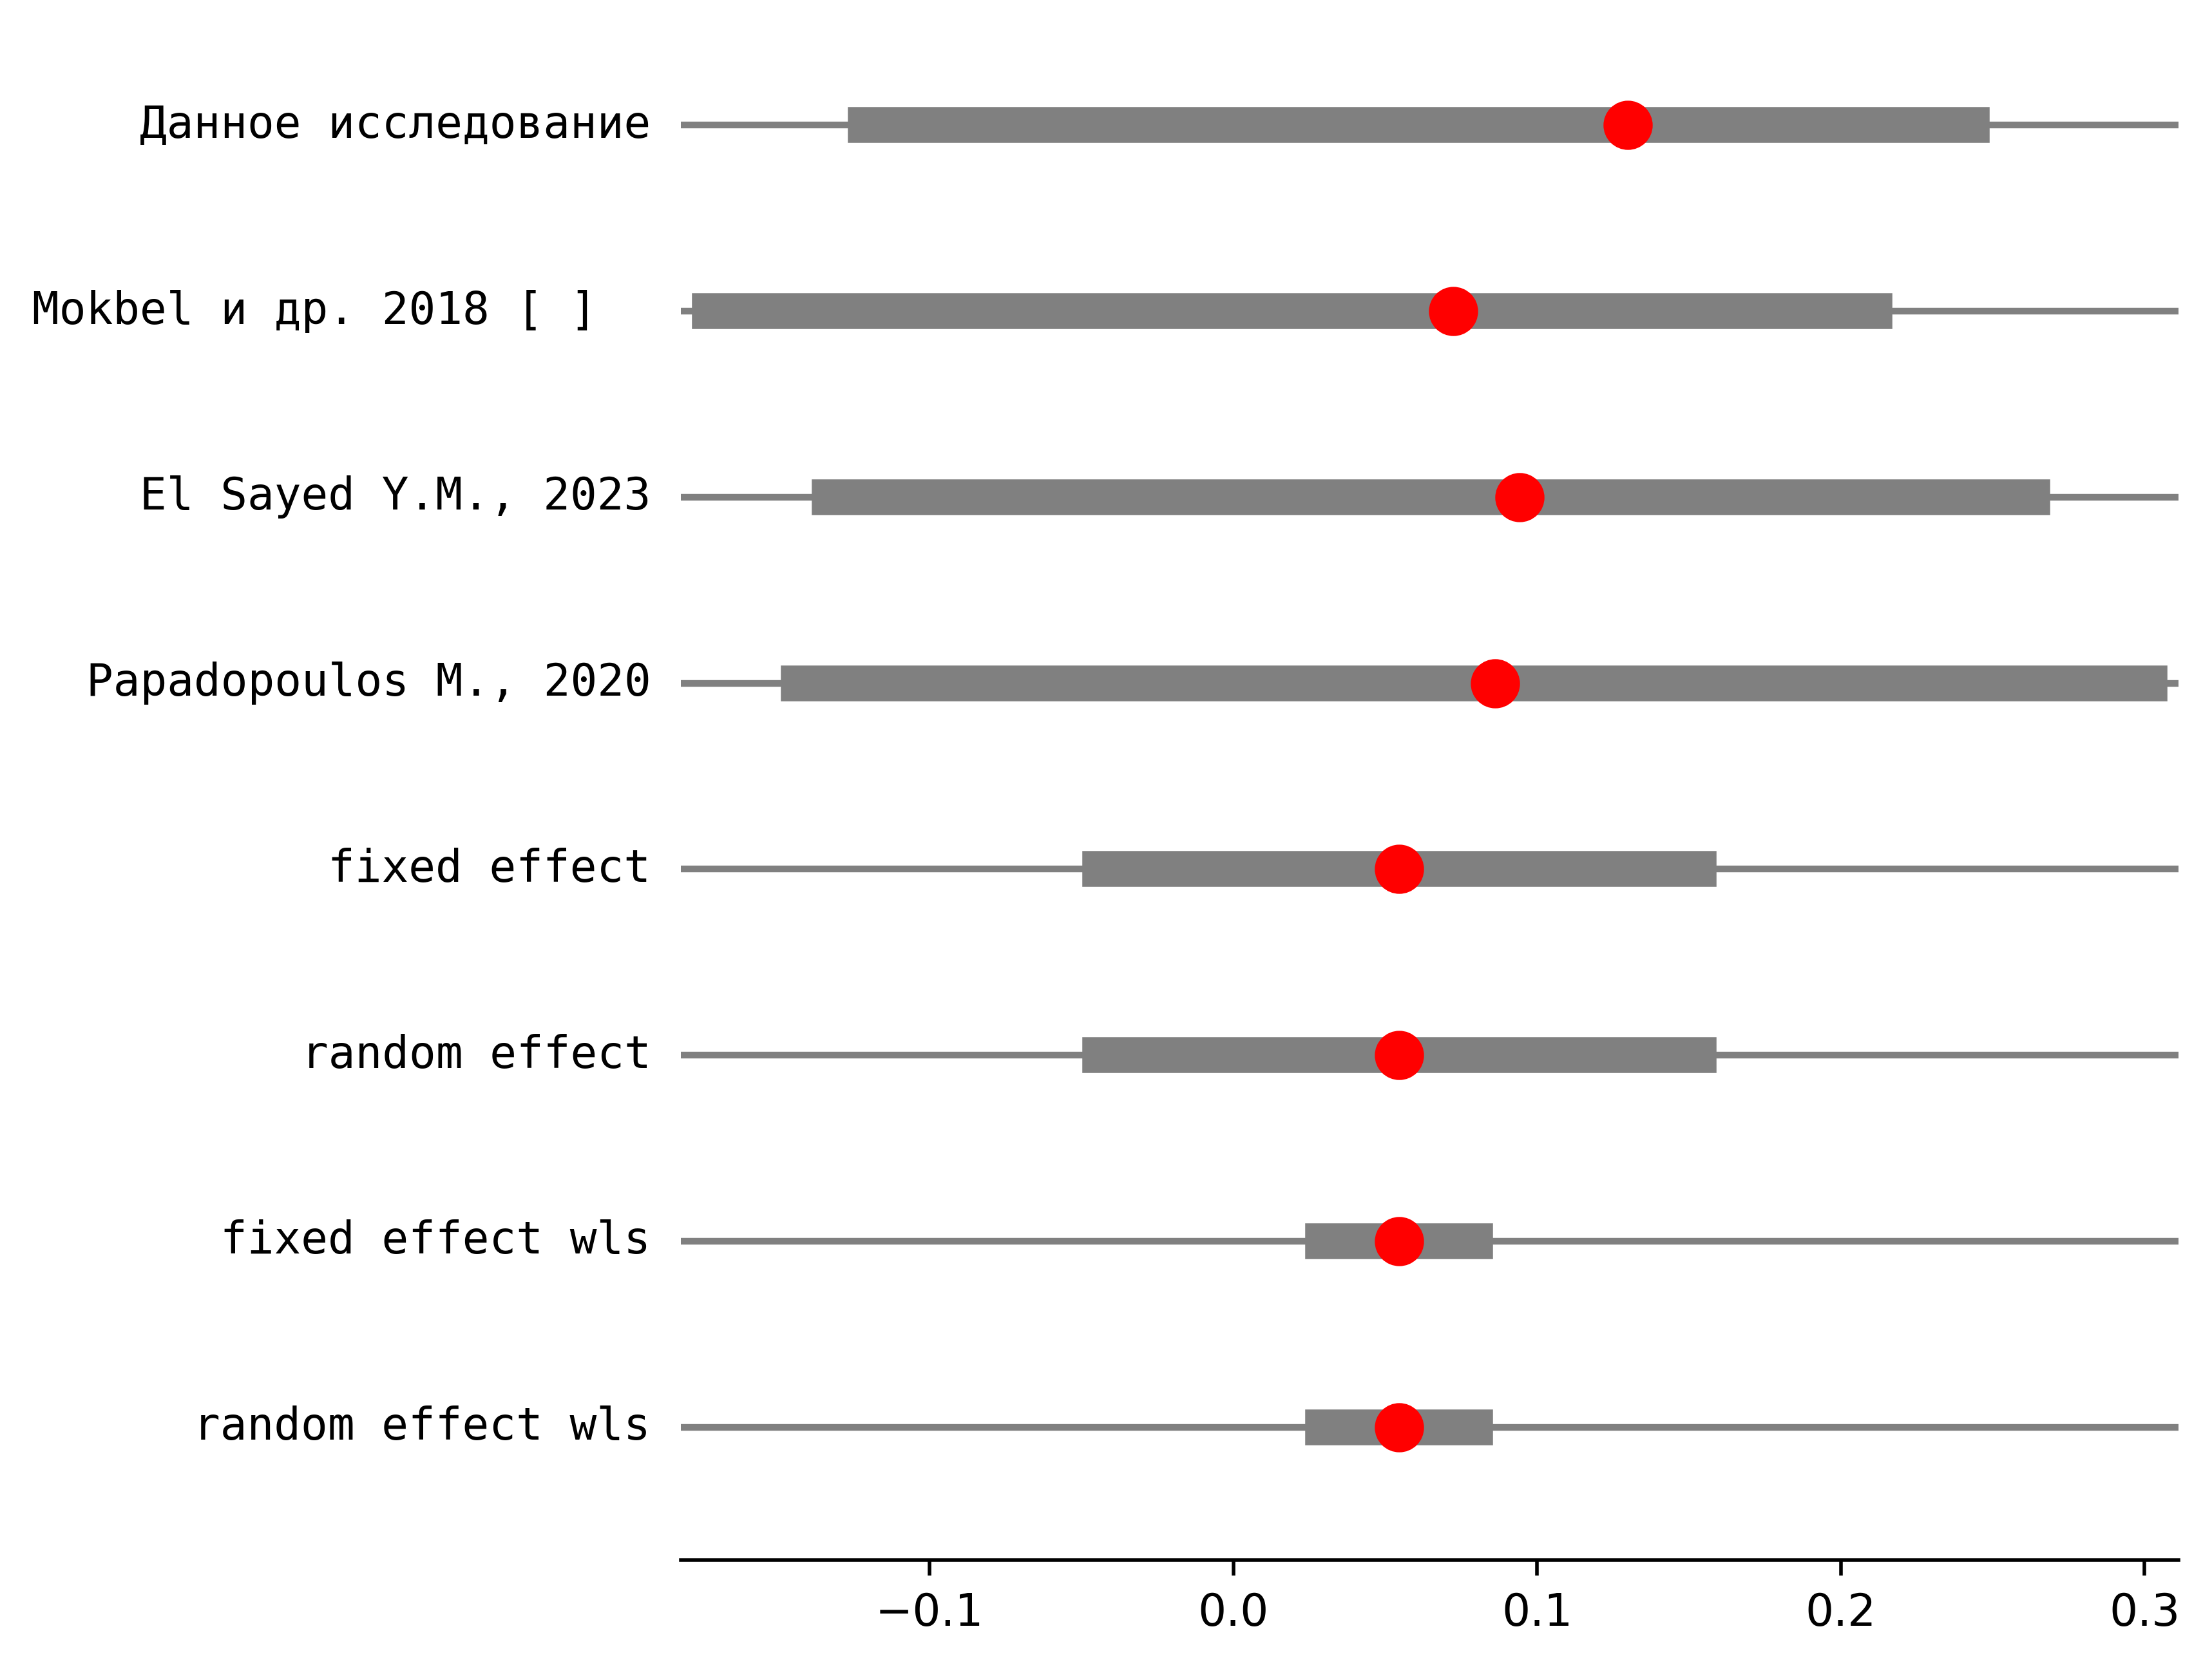 Данное исследование
Mokbel и др. 2018 [ ]
El Sayed Y.M., 2023
Papadopoulos M., 2020
fixed effect
random effect
fixed effect wls
random effect wls
−0.1 0.0 0.1 0.2 0.3